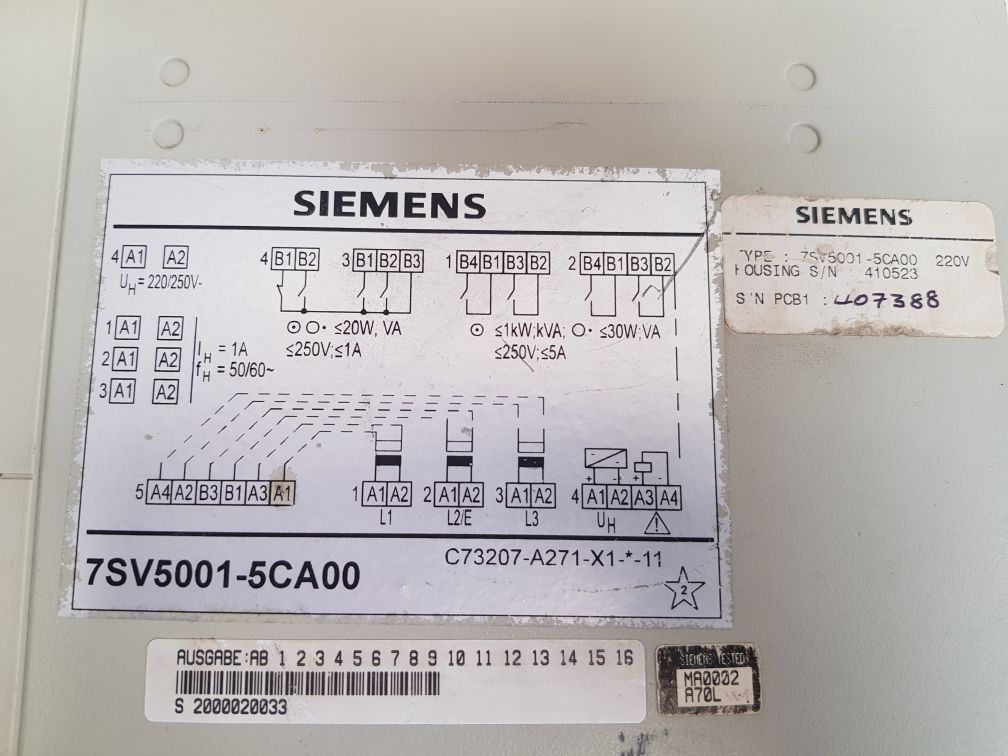 SIEMENS
4 A1 A2
U_H = 220/250V-
4 B1 B2 3 B1 B2 B3
1 B4 B1 B3 B2 2 B4 B1 B3 B2
≤20W, VA
≤250V;≤1A
≤1kW;kVA; ≤30W;VA
≤250V;≤5A
1 A1 A2
2 A1 A2
3 A1 A2
I_H = 1A
f_H = 50/60~
5 A4 A2 B3 B1 A3 A1
1 A1 A2 2 A1 A2 3 A1 A2 4 A1 A2 A3 A4
L1 L2/E L3 U_H
!
7SV5001-5CA00
C73207-A271-X1-*-11
2
SIEMENS
TYPE : 7SV5001-5CA00 220V
HOUSING S/N : 410523
S/N PCB1 : 407388
AUSGABE:AB 1 2 3 4 5 6 7 8 9 10 11 12 13 14 15 16
S 2000020033
SIEMENS TESTED
MA0002
A70L